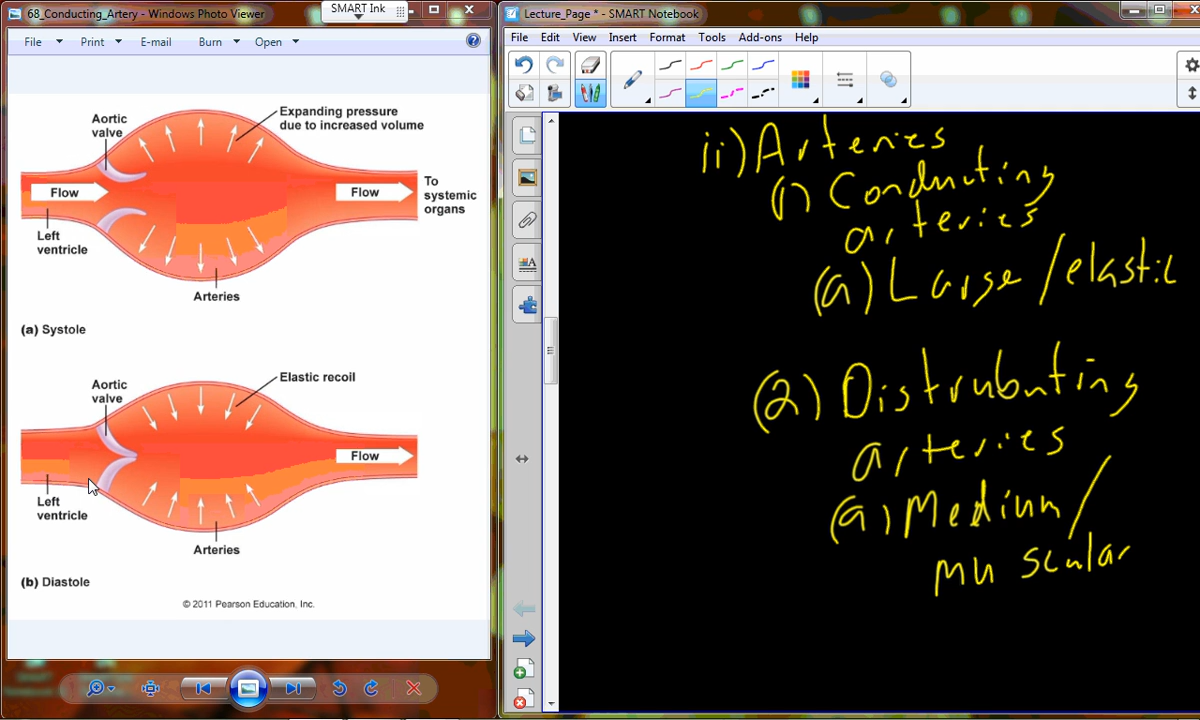 68_Conducting_Artery - Windows Photo Viewer
SMART Ink
File Print E-mail Burn Open
Aortic
valve
Expanding pressure
due to increased volume
Flow
Flow
To
systemic
organs
Left
ventricle
Arteries
(a) Systole
Aortic
valve
Elastic recoil
Flow
Left
ventricle
Arteries
(b) Diastole
© 2011 Pearson Education, Inc.
Lecture_Page * - SMART Notebook
File Edit View Insert Format Tools Add-ons Help
ii) Arteries
(1) Conducting
arteries
(a) Large/elastic
(2) Distrubuting
arteries
(a) Medium/
muscular